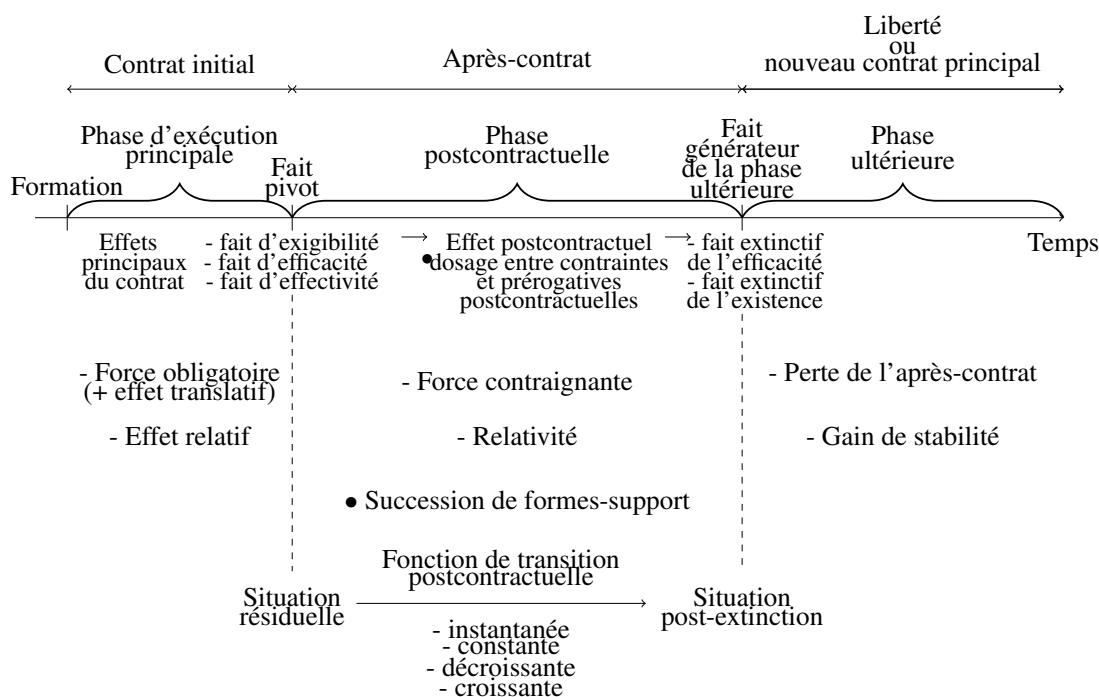 Contrat initial
Après-contrat
Liberté
ou
nouveau contrat principal
Phase d'exécution
principale
Phase
postcontractuelle
Fait
générateur
de la phase
ultérieure
Phase
ultérieure
Formation
Fait
pivot
Temps
Effets
principaux
du contrat
- fait d'exigibilité
- fait d'efficacité
- fait d'effectivité
→
• Effet postcontractuel
dosage entre contraintes
et prérogatives
postcontractuelles
→
- fait extinctif
de l'efficacité
- fait extinctif
de l'existence
- Force obligatoire
(+ effet translatif)
- Force contraignante
- Perte de l'après-contrat
- Effet relatif
- Relativité
- Gain de stabilité
• Succession de formes-support
Situation
résiduelle
Fonction de transition
postcontractuelle
- instantanée
- constante
- décroissante
- croissante
Situation
post-extinction